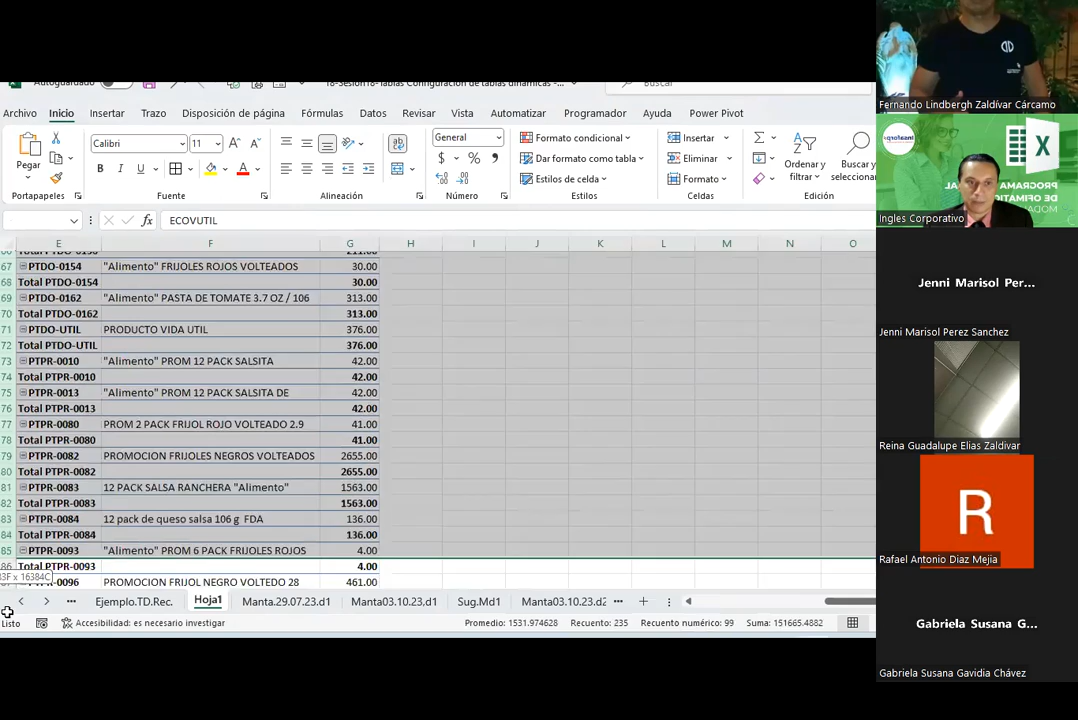 Autoguardado
18-Sesion18-Tablas Configuración de tablas dinámicas -...
Buscar
Archivo Inicio Insertar Trazo Disposición de página Fórmulas Datos Revisar Vista Automatizar Programador Ayuda Power Pivot
Pegar
Calibri 11
General
Formato condicional
Dar formato como tabla
Estilos de celda
Insertar
Eliminar
Formato
Ordenar y filtrar
Buscar y seleccionar
Portapapeles Fuente Alineación Número Estilos Celdas Edición
ECOVUTIL
E F G H I J K L M N O
67 PTDO-0154 "Alimento" FRIJOLES ROJOS VOLTEADOS 30.00
68 Total PTDO-0154 30.00
69 PTDO-0162 "Alimento" PASTA DE TOMATE 3.7 OZ / 106 313.00
70 Total PTDO-0162 313.00
71 PTDO-UTIL PRODUCTO VIDA UTIL 376.00
72 Total PTDO-UTIL 376.00
73 PTPR-0010 "Alimento" PROM 12 PACK SALSITA 42.00
74 Total PTPR-0010 42.00
75 PTPR-0013 "Alimento" PROM 12 PACK SALSITA DE 42.00
76 Total PTPR-0013 42.00
77 PTPR-0080 PROM 2 PACK FRIJOL ROJO VOLTEADO 2.9 41.00
78 Total PTPR-0080 41.00
79 PTPR-0082 PROMOCION FRIJOLES NEGROS VOLTEADOS 2655.00
80 Total PTPR-0082 2655.00
81 PTPR-0083 12 PACK SALSA RANCHERA "Alimento" 1563.00
82 Total PTPR-0083 1563.00
83 PTPR-0084 12 pack de queso salsa 106 g FDA 136.00
84 Total PTPR-0084 136.00
85 PTPR-0093 "Alimento" PROM 6 PACK FRIJOLES ROJOS 4.00
86 Total PTPR-0093 4.00
83F x 16384C
PTPR-0096 PROMOCION FRIJOL NEGRO VOLTEDO 28 461.00
Ejemplo.TD.Rec. Hoja1 Manta.29.07.23.d1 Manta03.10.23,d1 Sug.Md1 Manta03.10.23.d2
Listo Accesibilidad: es necesario investigar Promedio: 1531.974628 Recuento: 235 Recuento numérico: 99 Suma: 151665.4882
Fernando Lindbergh Zaldívar Cárcamo
Insaforp
PROGRAMA
DE OFIMATIC
MODAL
Ingles Corporativo
Jenni Marisol Per...
Jenni Marisol Perez Sanchez
Reina Guadalupe Elias Zaldivar
R
Rafael Antonio Diaz Mejia
Gabriela Susana G...
Gabriela Susana Gavidia Chávez